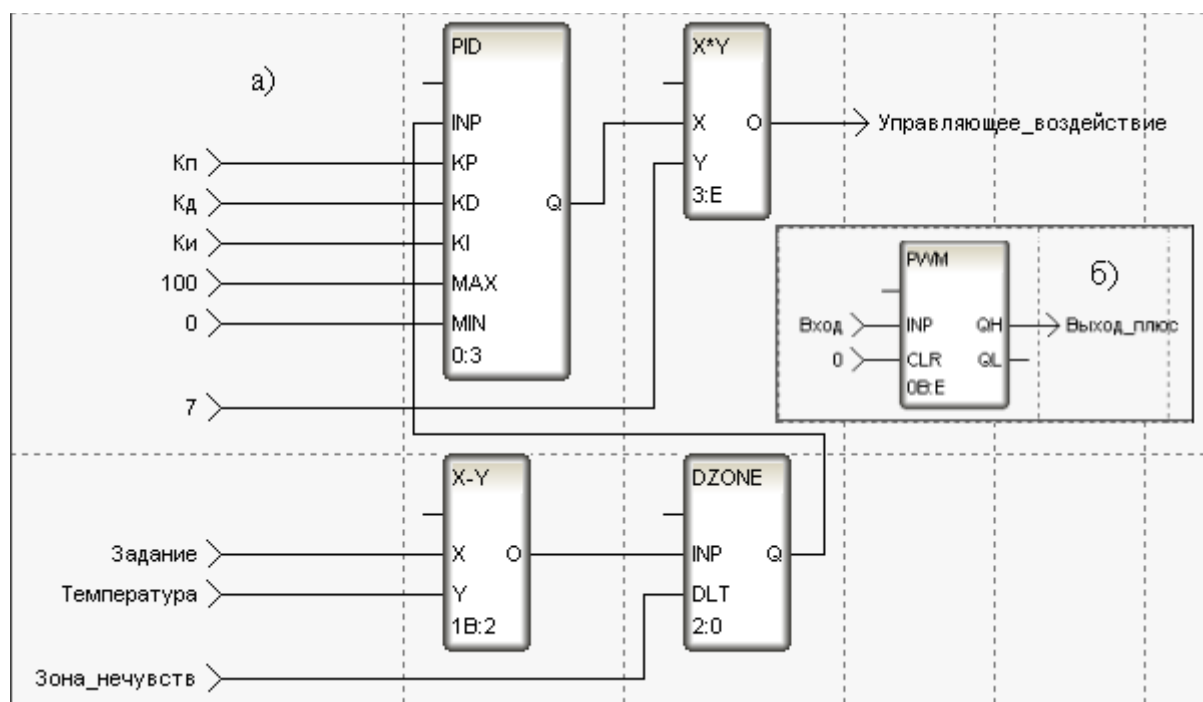 а)
PID
INP
Кп
KP
Кд
KD
Q
Ки
KI
100
MAX
0
MIN
0:3
7
X*Y
X
O
Управляющее_воздействие
Y
3:E
б)
PWM
Вход
INP
QH
Выход_плюс
0
CLR
QL
0B:E
X-Y
Задание
X
O
Температура
Y
1B:2
DZONE
INP
Q
DLT
2:0
Зона_нечувств